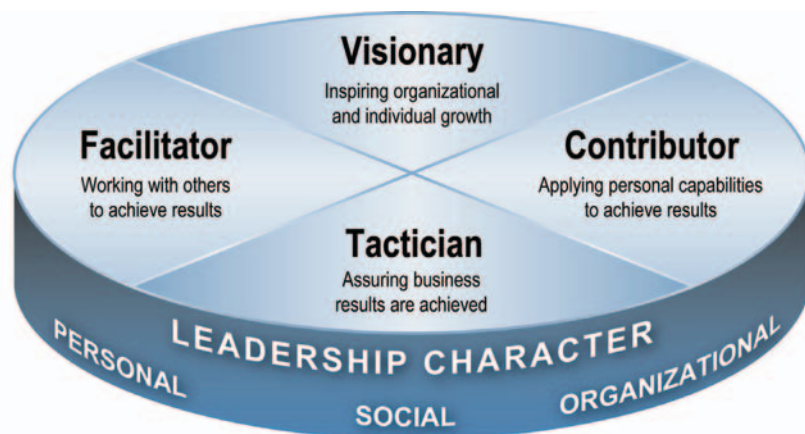 Visionary
Inspiring organizational
and individual growth
Facilitator
Working with others
to achieve results
Contributor
Applying personal capabilities
to achieve results
Tactician
Assuring business
results are achieved
LEADERSHIP CHARACTER
PERSONAL
SOCIAL
ORGANIZATIONAL